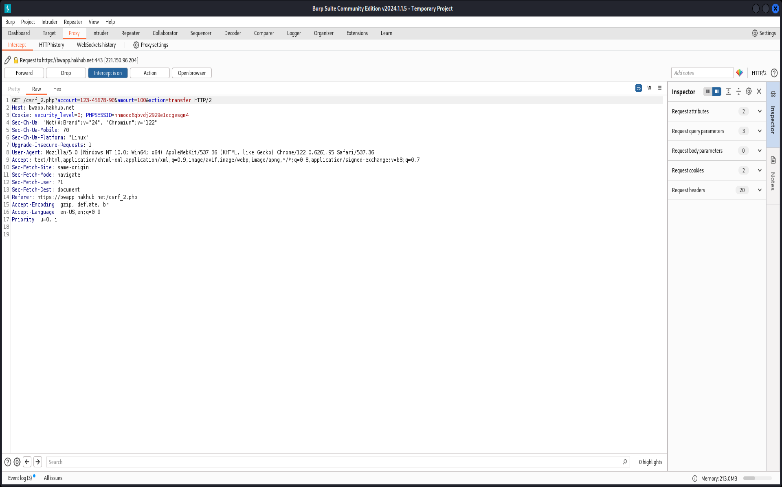 Burp Suite Community Edition v2024.1.1.5 - Temporary Project
Burp Project Intruder Repeater View Help
Dashboard Target Proxy Intruder Repeater Collaborator Sequencer Decoder Comparer Logger Organizer Extensions Learn Settings
Intercept HTTP history WebSockets history Proxy settings
Request to https://bwapp.hakhub.net:443
Forward Drop Intercept is on Action Open browser Add notes HTTP/2
Pretty Raw Hex
Inspector
1 GET /csrf_2.php?account=123-45678-90&amount=100&action=transfer HTTP/2
2 Host: bwapp.hakhub.net
3 Cookie: security_level=0; PHPSESSID=
4 Sec-Ch-Ua: "Not(A:Brand";v="24", "Chromium";v="122"
5 Sec-Ch-Ua-Mobile: ?0
6 Sec-Ch-Ua-Platform: "Linux"
7 Upgrade-Insecure-Requests: 1
8 User-Agent: Mozilla/5.0 (Windows NT 10.0; Win64; x64) AppleWebKit/537.36 (KHTML, like Gecko) Chrome/122.0.6261.95 Safari/537.36
9 Accept: text/html,application/xhtml+xml,application/xml;q=0.9,image/avif,image/webp,image/apng,*/*;q=0.8,application/signed-exchange;v=b3;q=0.7
10 Sec-Fetch-Site: same-origin
11 Sec-Fetch-Mode: navigate
12 Sec-Fetch-User: ?1
13 Sec-Fetch-Dest: document
14 Referer: https://bwapp.hakhub.net/csrf_2.php
15 Accept-Encoding: gzip, deflate, br
16 Accept-Language: en-US,en;q=0.9
17 Priority: u=0, i
18
19
Request attributes 2
Request query parameters 3
Request body parameters 0
Request cookies 2
Request headers 20
Inspector
Notes
Search
0 highlights
Event log All issues
Memory: 213.0MB